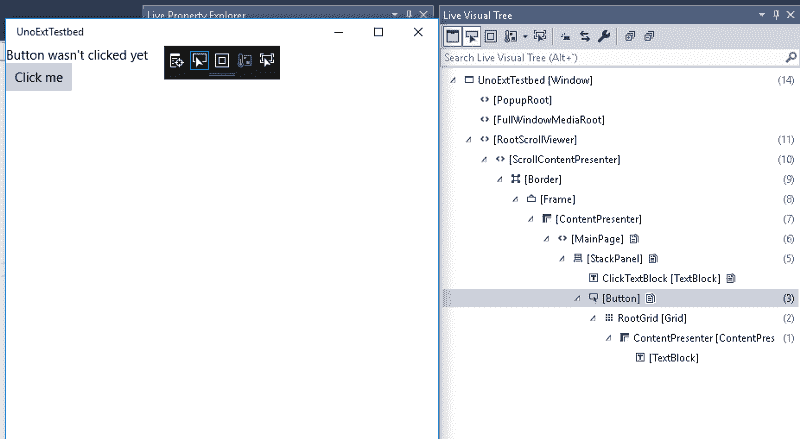 Live Property Explorer
UnoExtTestbed
Button wasn't clicked yet
Click me
Live Visual Tree
Search Live Visual Tree (Alt+`)
UnoExtTestbed [Window] (14)
[PopupRoot]
[FullWindowMediaRoot]
[RootScrollViewer] (11)
[ScrollContentPresenter] (10)
[Border] (9)
[Frame] (8)
[ContentPresenter] (7)
[MainPage] (6)
[StackPanel] (5)
ClickTextBlock [TextBlock]
[Button] (3)
RootGrid [Grid] (2)
ContentPresenter [ContentPres (1)
[TextBlock]